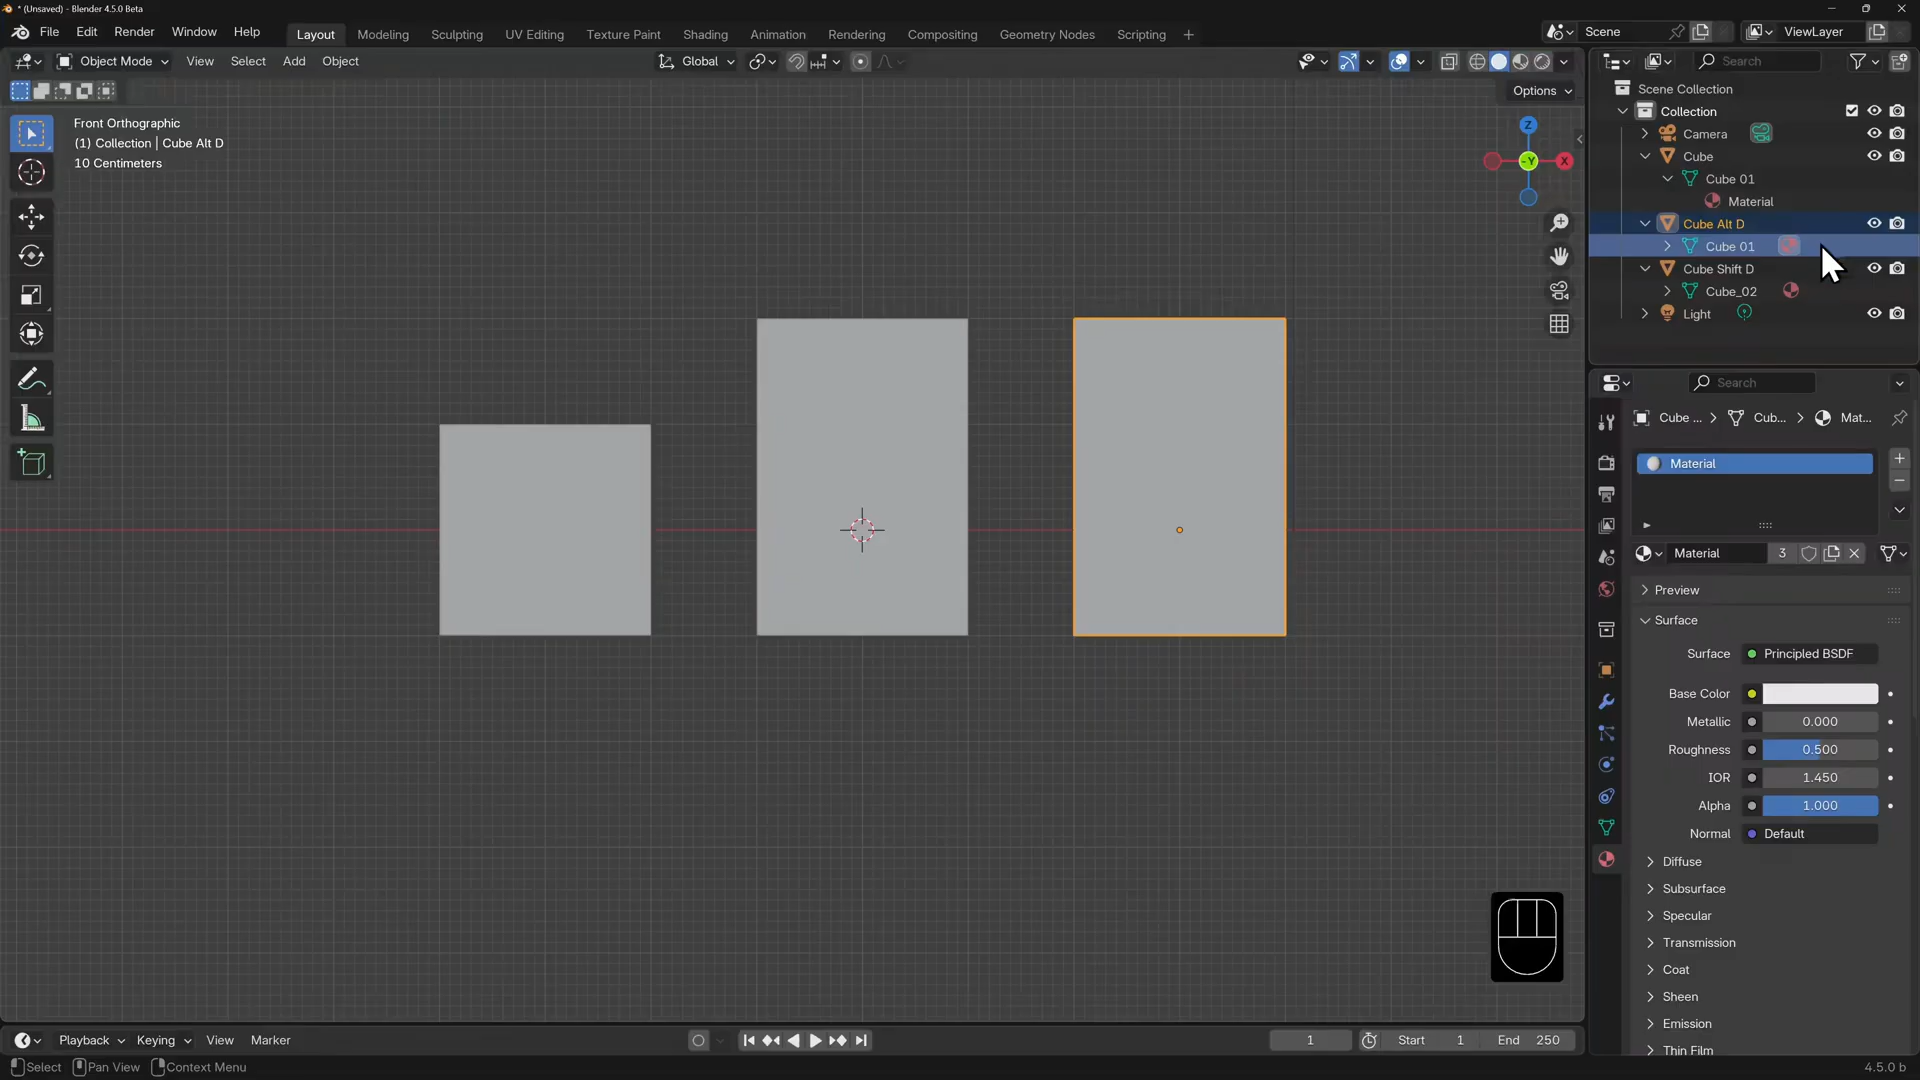 * (Unsaved) - Blender 4.5.0 Beta
File Edit Render Window Help Layout Modeling Sculpting UV Editing Texture Paint Shading Animation Rendering Compositing Geometry Nodes Scripting + Scene ViewLayer
Object Mode View Select Add Object Global Search
Options
Front Orthographic
(1) Collection | Cube Alt D
10 Centimeters
Z
-Y
X
Scene Collection
Collection
Camera
Cube
Cube 01
Material
Cube Alt D
Cube 01
Cube Shift D
Cube_02
Light
Search
Cube ... > Cub... > Mat...
Material
Material 3
Preview
Surface
Surface Principled BSDF
Base Color
Metallic 0.000
Roughness 0.500
IOR 1.450
Alpha 1.000
Normal Default
Diffuse
Subsurface
Specular
Transmission
Coat
Sheen
Emission
Thin Film
Playback Keying View Marker 1 Start 1 End 250
Select Pan View Context Menu 4.5.0 b